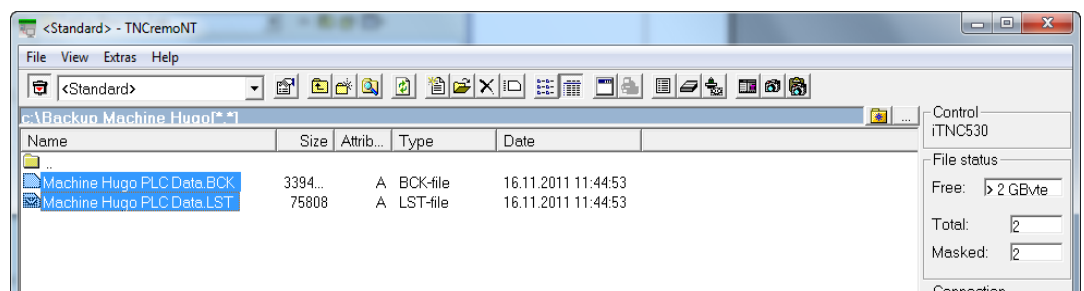 <Standard> - TNCremoNT
File View Extras Help
<Standard>
c:\Backup Machine Hugo[*.*]
...
Control
iTNC530
Name Size Attrib... Type Date
..
File status
Machine Hugo PLC Data.BCK 3394... A BCK-file 16.11.2011 11:44:53
Free: > 2 GByte
Machine Hugo PLC Data.LST 75808 A LST-file 16.11.2011 11:44:53
Total: 2
Masked: 2
Connection